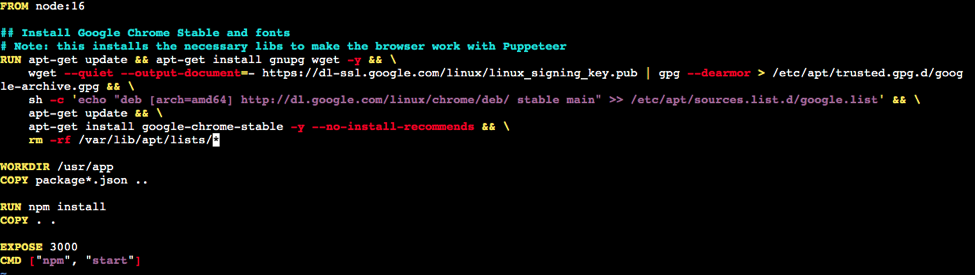 FROM node:16

## Install Google Chrome Stable and fonts
# Note: this installs the necessary libs to make the browser work with Puppeteer
RUN apt-get update && apt-get install gnupg wget -y && \
    wget --quiet --output-document=- https://dl-ssl.google.com/linux/linux_signing_key.pub | gpg --dearmor > /etc/apt/trusted.gpg.d/goog
le-archive.gpg && \
    sh -c 'echo "deb [arch=amd64] http://dl.google.com/linux/chrome/deb/ stable main" >> /etc/apt/sources.list.d/google.list' && \
    apt-get update && \
    apt-get install google-chrome-stable -y --no-install-recommends && \
    rm -rf /var/lib/apt/lists/*

WORKDIR /usr/app
COPY package*.json ..

RUN npm install
COPY . .

EXPOSE 3000
CMD ["npm", "start"]
~